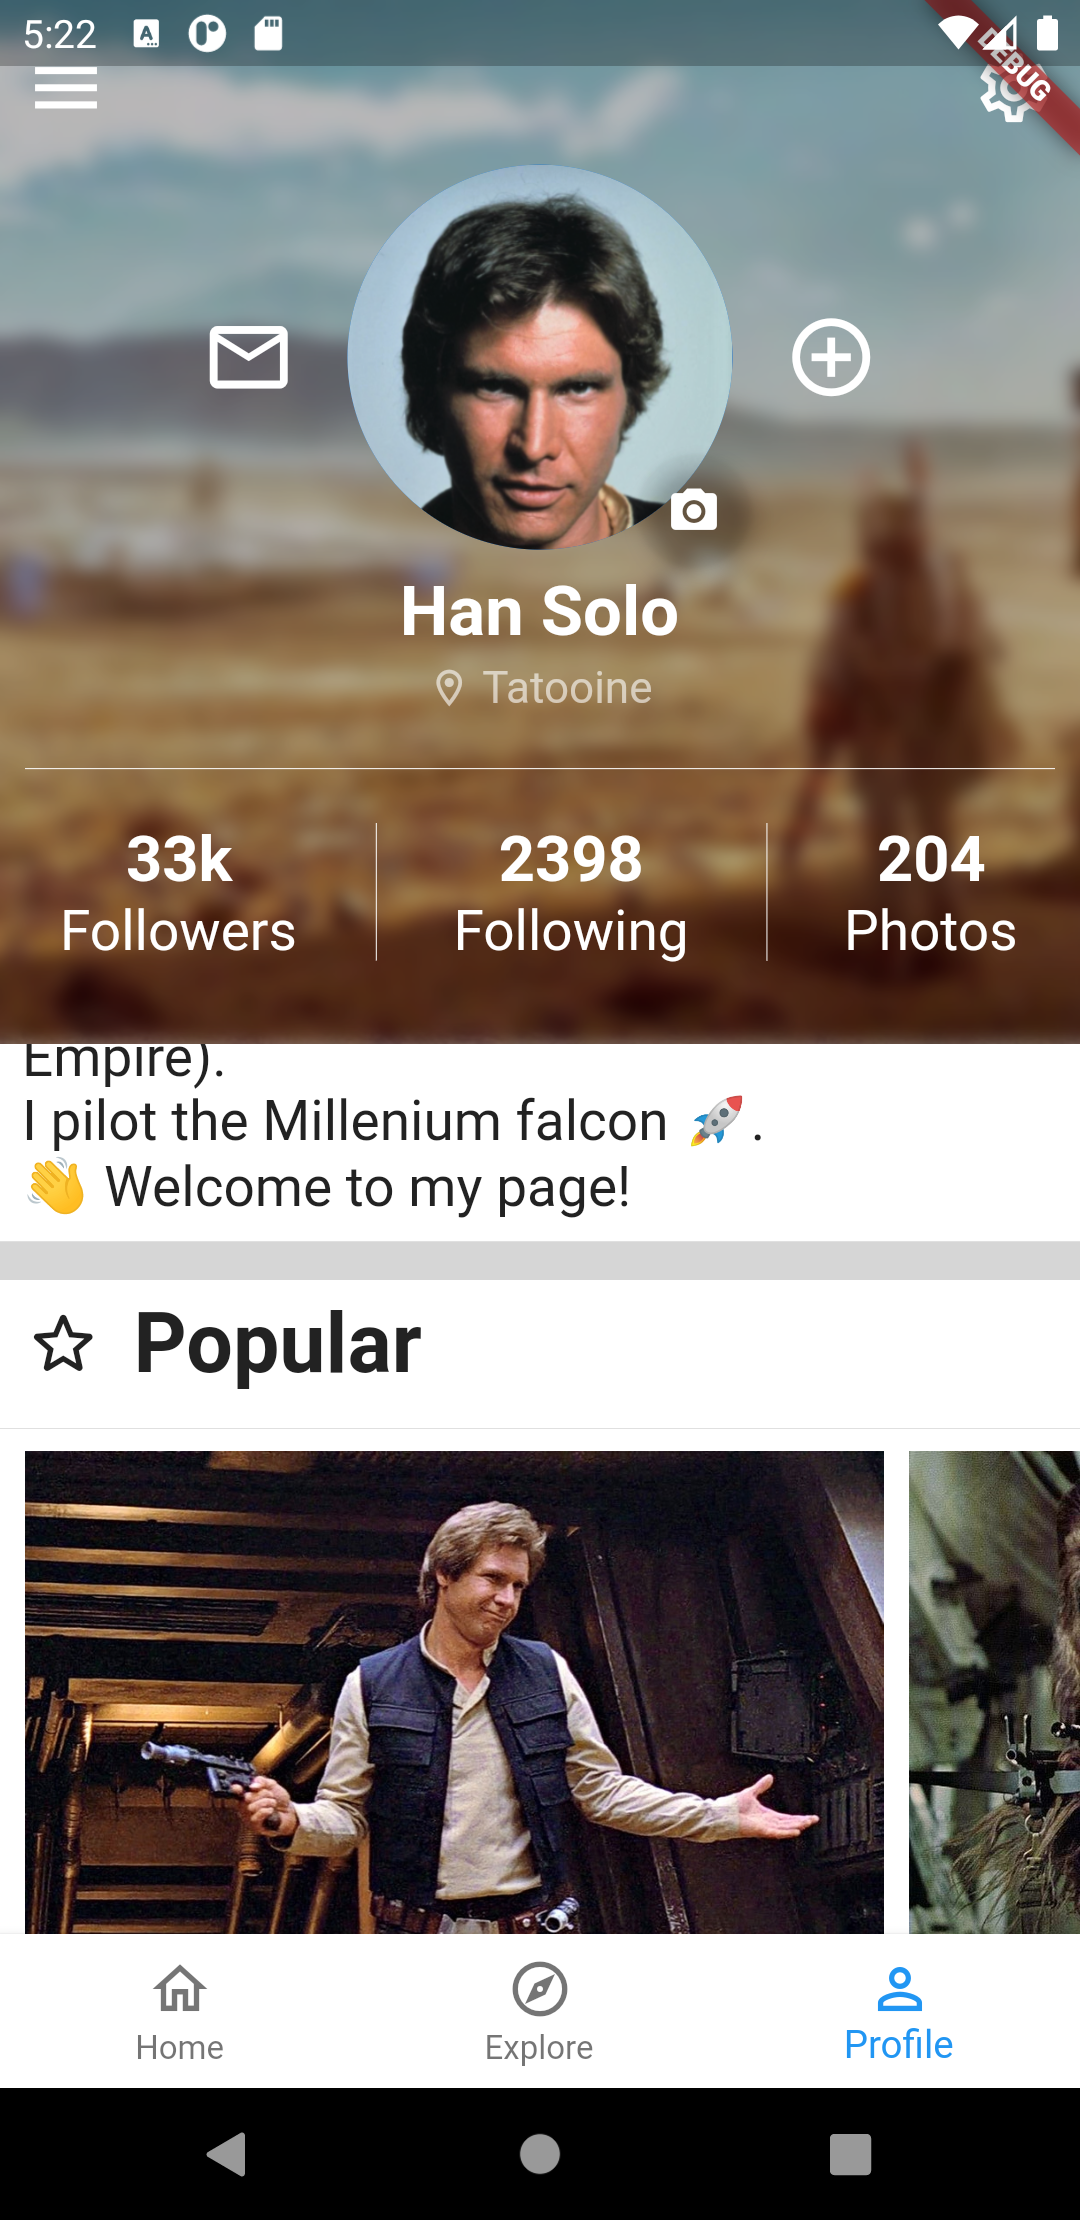 5:22
DEBUG
Han Solo
Tatooine
33k
Followers
2398
Following
204
Photos
Empire).
I pilot the Millenium falcon 🚀.
👋 Welcome to my page!
Popular
Home
Explore
Profile